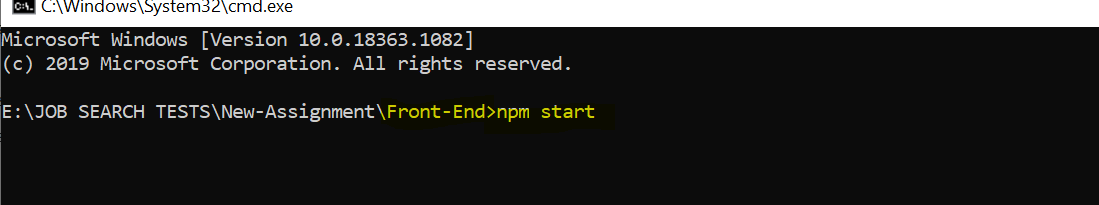 C:\Windows\System32\cmd.exe
Microsoft Windows [Version 10.0.18363.1082]
(c) 2019 Microsoft Corporation. All rights reserved.
E:\JOB SEARCH TESTS\New-Assignment\Front-End>npm start